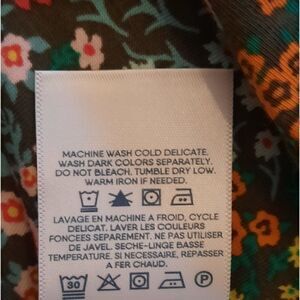 MACHINE WASH COLD DELICATE.
WASH DARK COLORS SEPARATELY.
DO NOT BLEACH. TUMBLE DRY LOW.
WARM IRON IF NEEDED.
LAVAGE EN MACHINE A FROID, CYCLE
DELICAT. LAVER LES COULEURS
FONCEES SEPAREMENT. NE PAS UTILISER
DE JAVEL. SECHE-LINGE BASSE
TEMPERATURE. SI NECESSAIRE, REPASSER
A FER CHAUD.
30 P